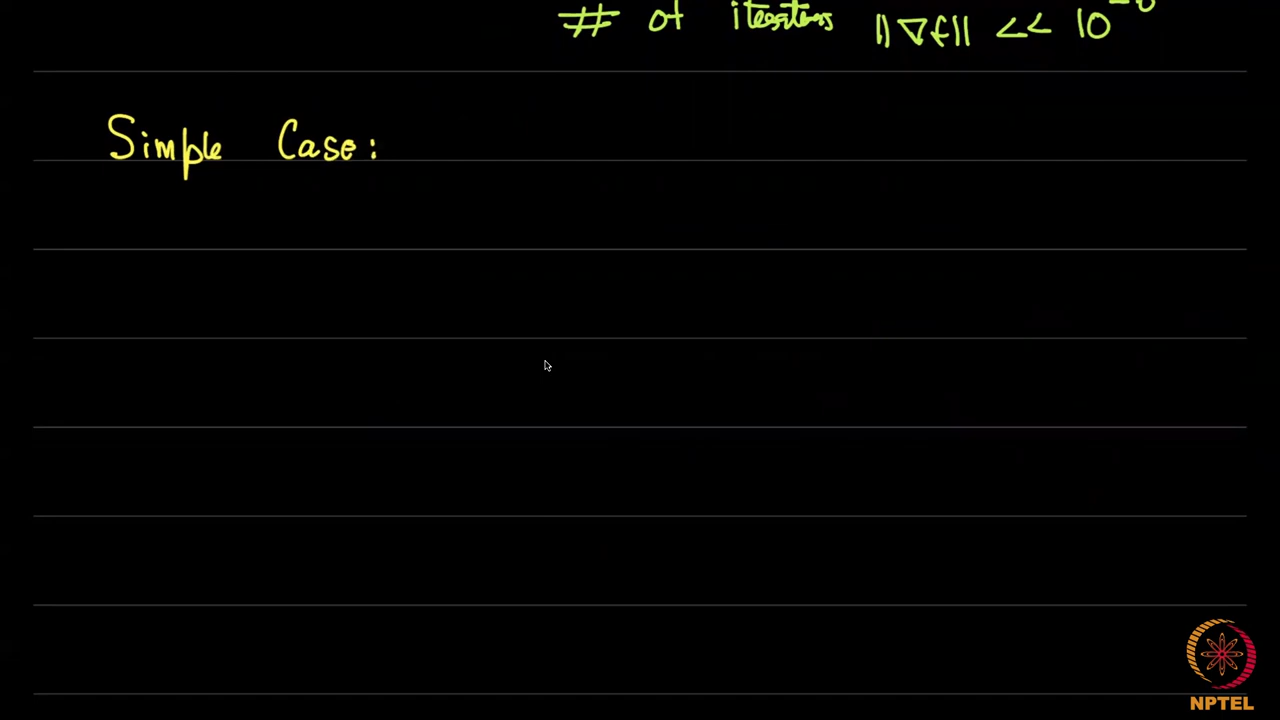 # of iterations ||∇f|| << 10
Simple Case:
NPTEL